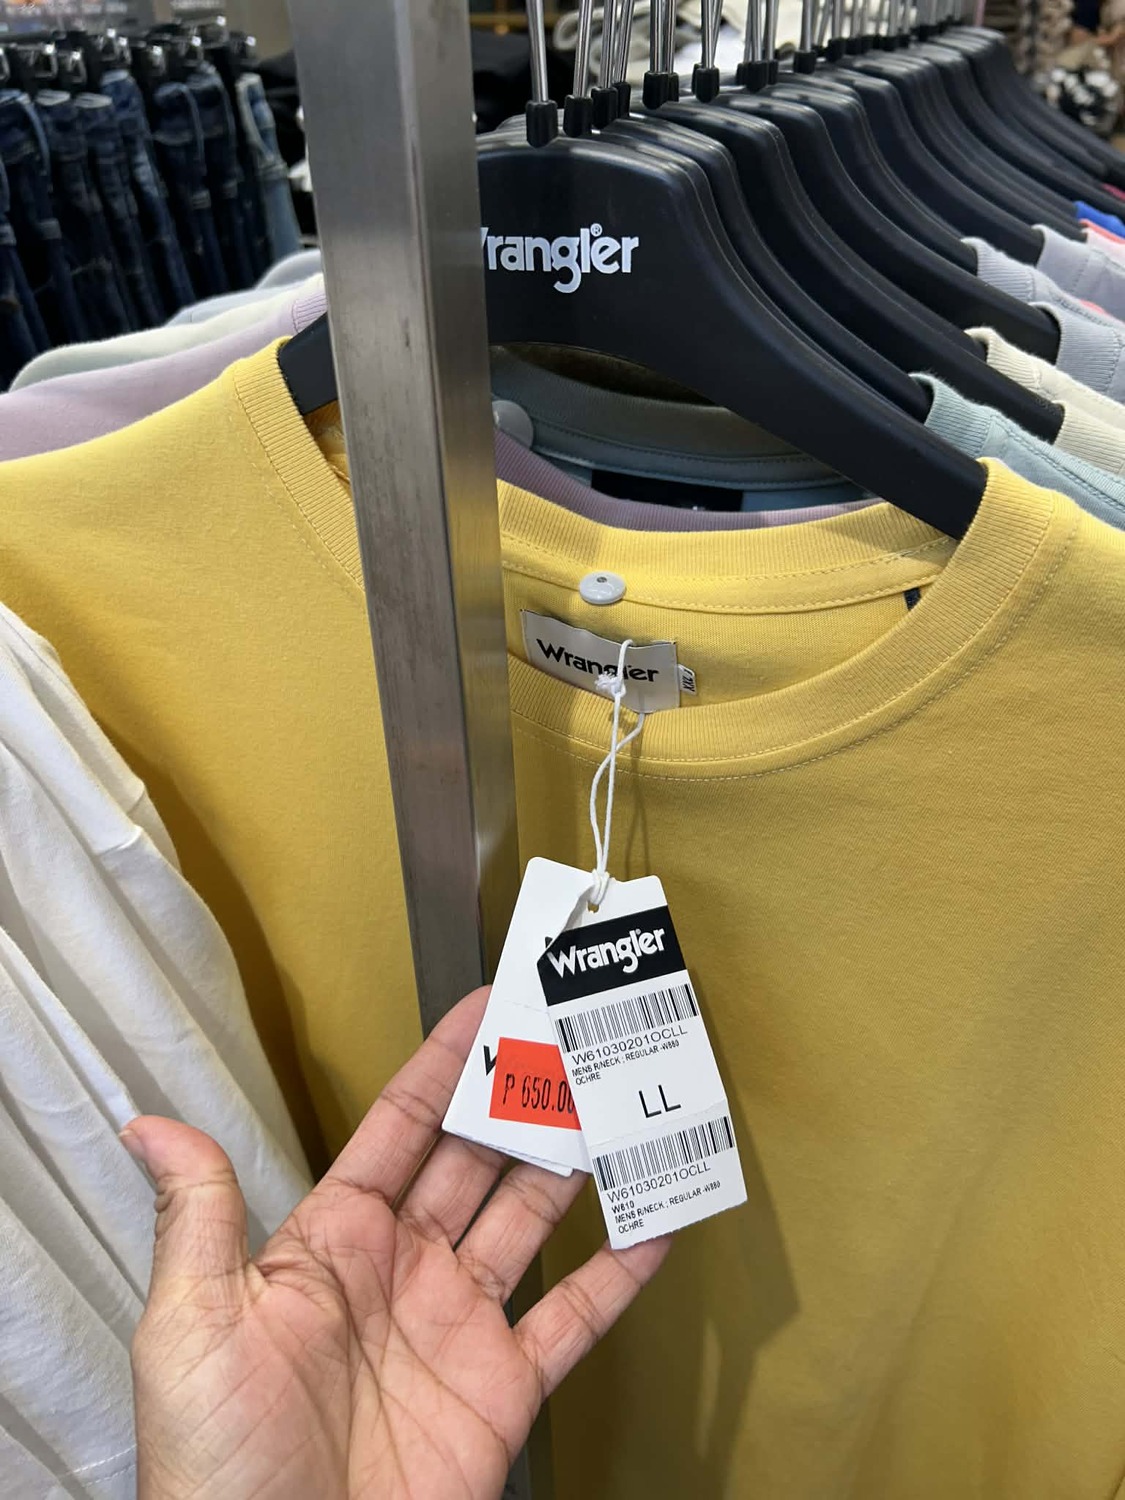 Wrangler®
Wrangler
XXL
Wrangler
W61030201OCLL
MENS R/NECK ; REGULAR -W880
OCHRE
LL
₱ 650.00
W61030201OCLL
W610
MENS R/NECK ; REGULAR -W880
OCHRE